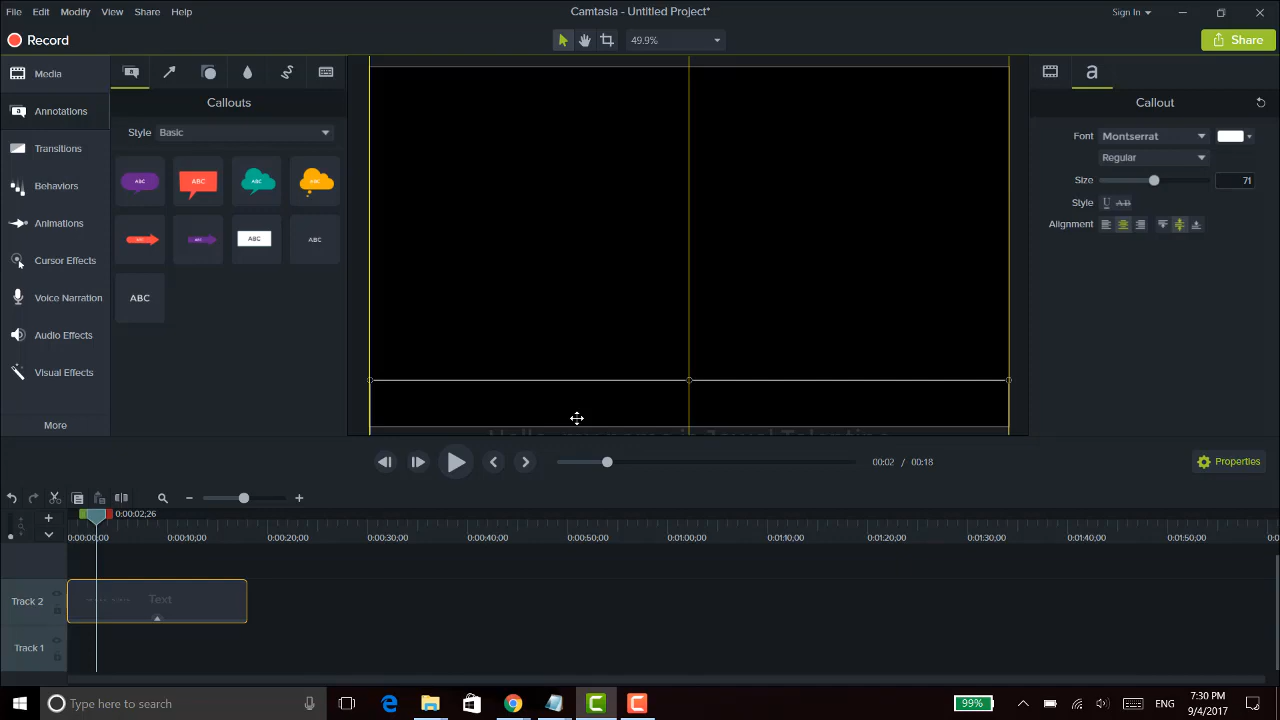 File Edit Modify View Share Help
Camtasia - Untitled Project*
Sign In
Record
49.9%
Share
Media
Annotations
Transitions
Behaviors
Animations
Cursor Effects
Voice Narration
Audio Effects
Visual Effects
More
Callouts
Style Basic
ABC ABC ABC ABC
ABC ABC
ABC
a
Callout
Font Montserrat
Regular
Size 71
Style U AB
Alignment
00:02 / 00:18
Properties
0:00:02;26
0:00:00;00 0:00:10;00 0:00:20;00 0:00:30;00 0:00:40;00 0:00:50;00 0:01:00;00 0:01:10;00 0:01:20;00 0:01:30;00 0:01:40;00 0:01:50;00
Track 2
Text
Track 1
Type here to search
99%
ENG
7:30 PM
9/4/2017